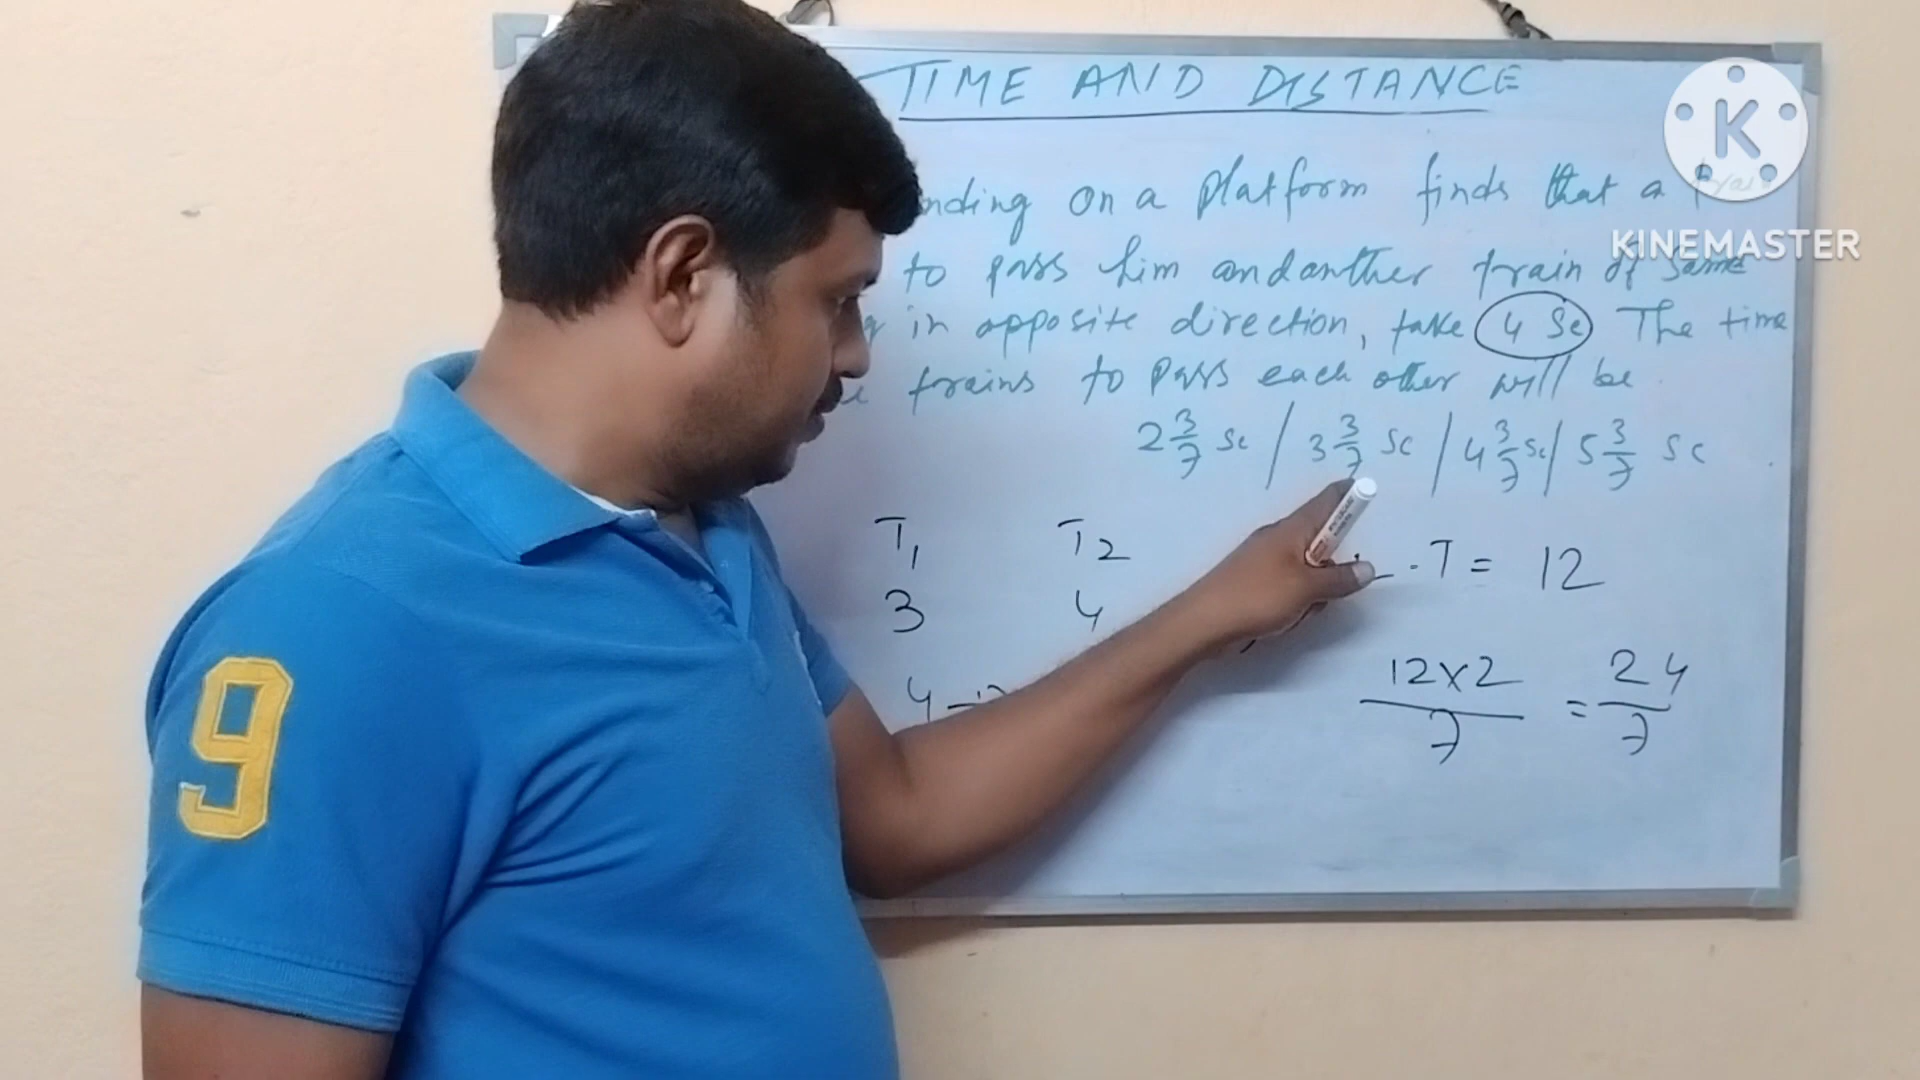 TIME AND DISTANCE
nding on a platform finds that a
K
to pass him and anther train of same
KINEMASTER
in opposite direction, take 4 Sc The time
trains to pass each other will be
2 3/7 Sc / 3 3/7 Sc / 4 3/7 Sc / 5 3/7 Sc
T1 T2
T = 12
3 4
12x2/7 = 24/7
4
9